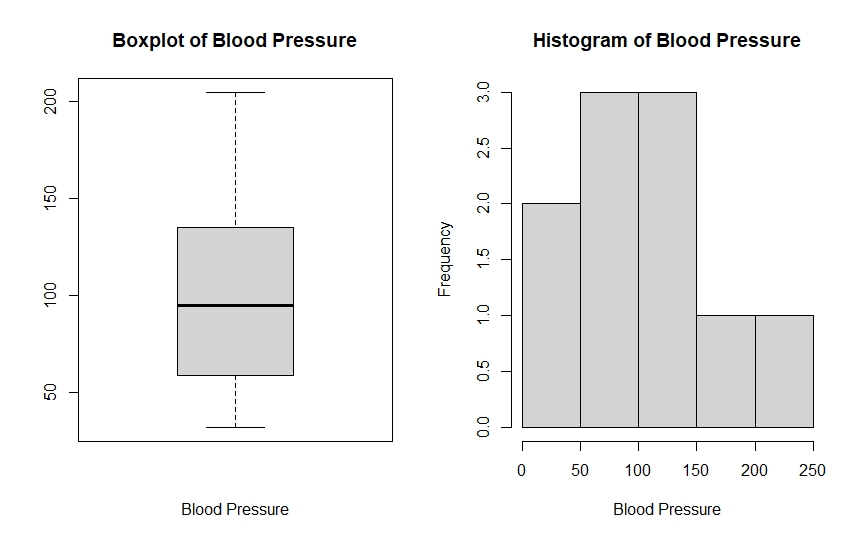 Boxplot of Blood Pressure
200
150
100
50
Blood Pressure
Histogram of Blood Pressure
3.0
2.5
2.0
1.5
1.0
0.5
0.0
Frequency
0 50 100 150 200 250
Blood Pressure